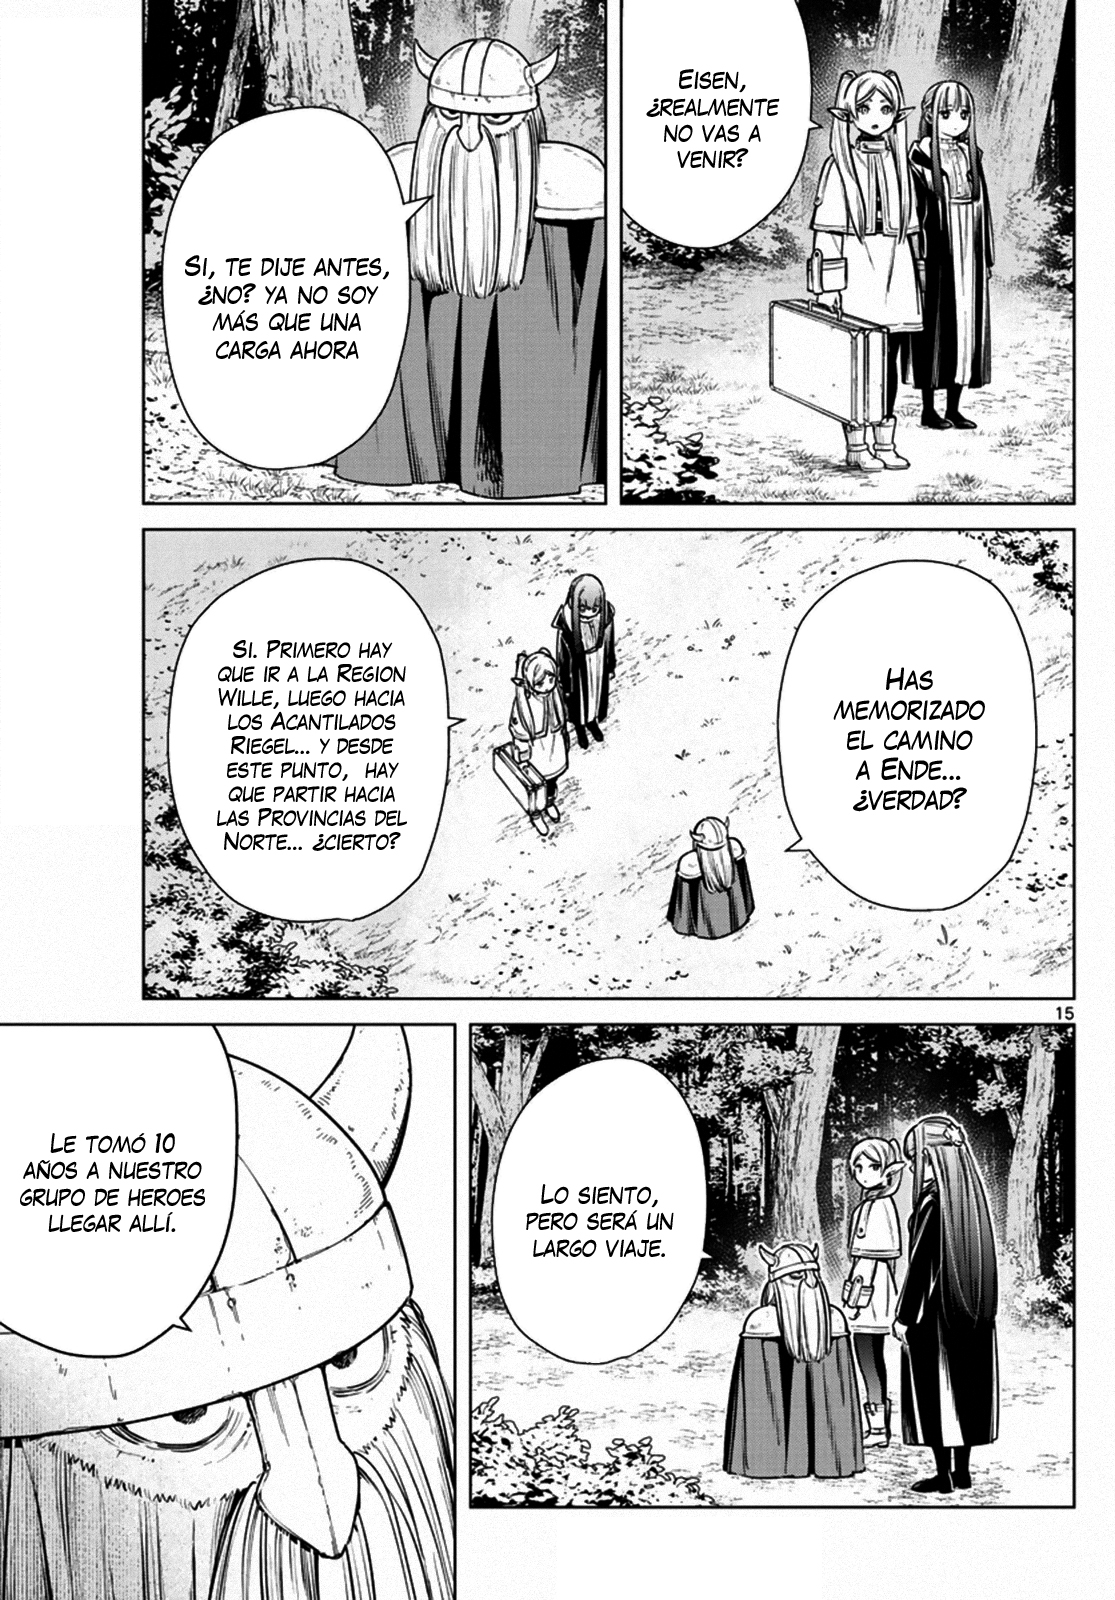 EISEN,
¿REALMENTE
NO VAS A
VENIR?
SI, TE DIJE ANTES,
¿NO? YA NO SOY
MÁS QUE UNA
CARGA AHORA
HAS
MEMORIZADO
EL CAMINO
A ENDE...
¿VERDAD?
SI. PRIMERO HAY
QUE IR A LA REGION
WILLE, LUEGO HACIA
LOS ACANTILADOS
RIEGEL... Y DESDE
ESTE PUNTO, HAY
QUE PARTIR HACIA
LAS PROVINCIAS DEL
NORTE... ¿CIERTO?
15
LO SIENTO,
PERO SERÁ UN
LARGO VIAJE.
LE TOMÓ 10
AÑOS A NUESTRO
GRUPO DE HEROES
LLEGAR ALLÍ.